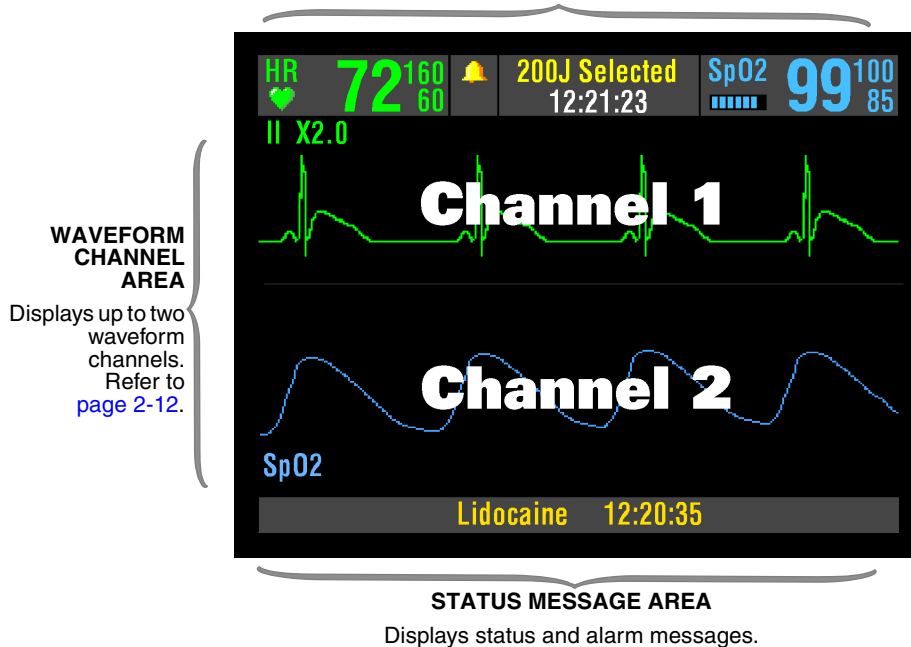 HR 72 160 60
200J Selected
12:21:23
SpO2 99 100 85
II X2.0
Channel 1
WAVEFORM
CHANNEL
AREA
Displays up to two
waveform
channels.
Refer to
page 2-12.
Channel 2
SpO2
Lidocaine 12:20:35
STATUS MESSAGE AREA
Displays status and alarm messages.